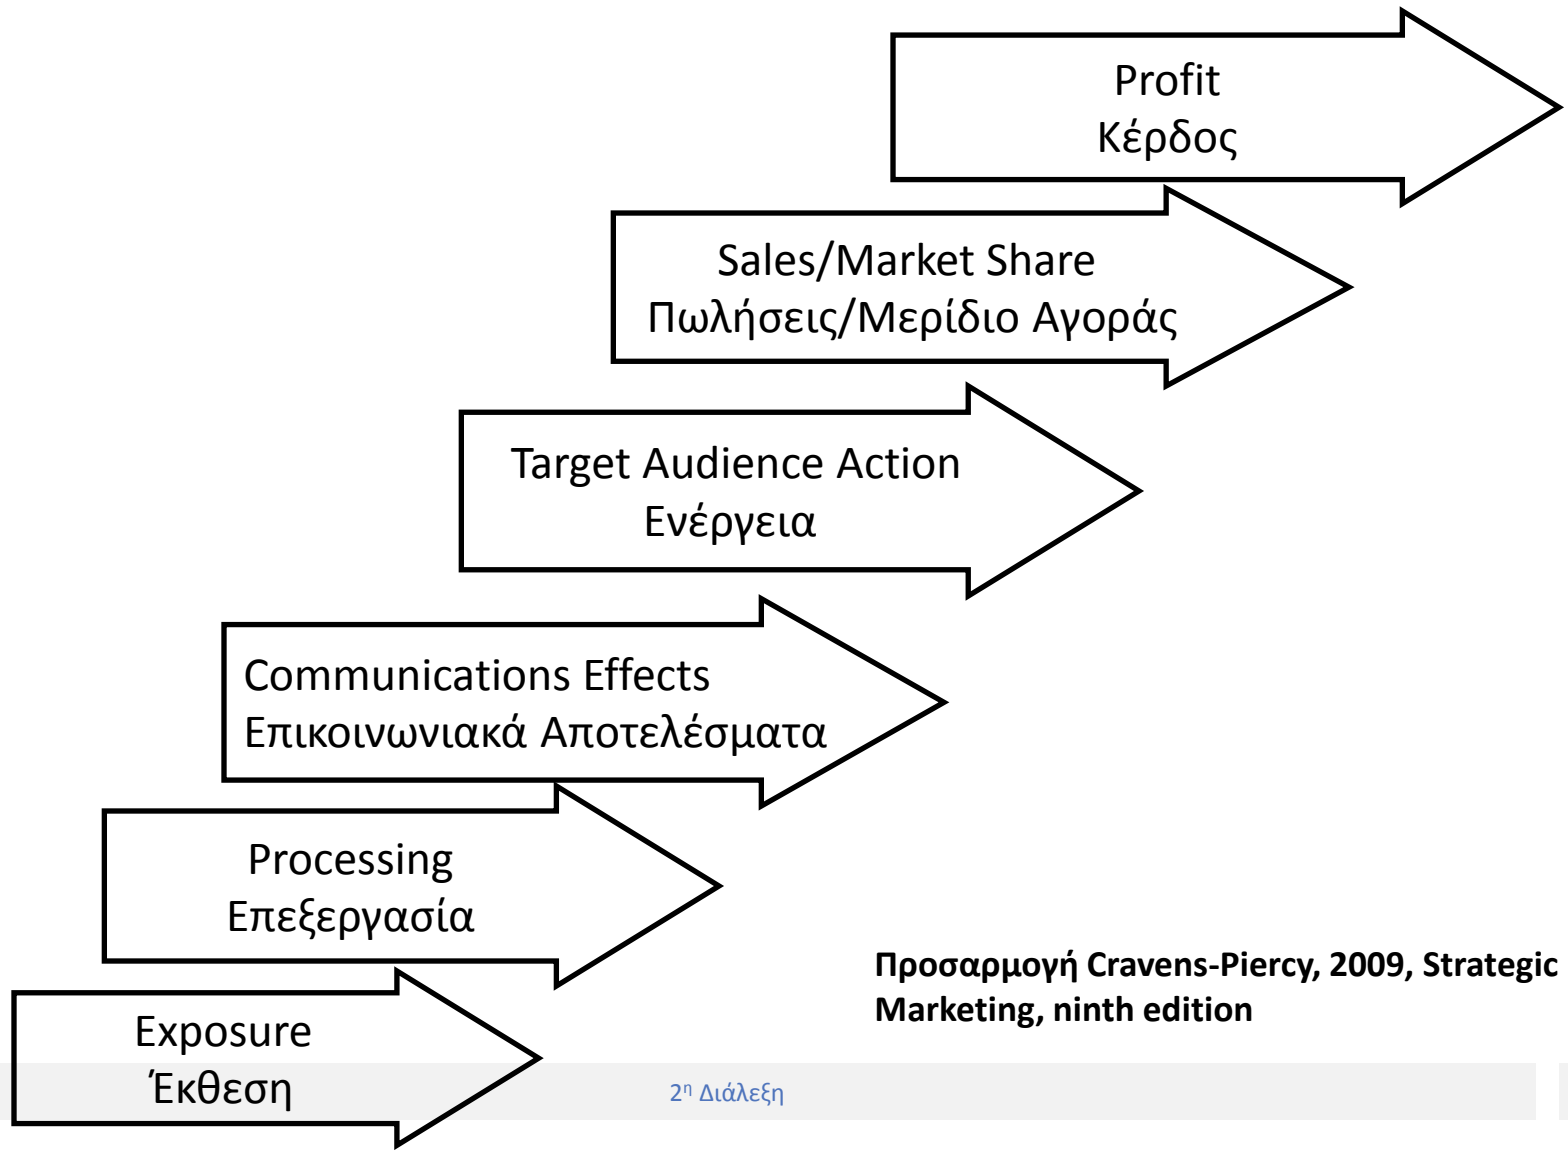 Profit
Κέρδος
Sales/Market Share
Πωλήσεις/Μερίδιο Αγοράς
Target Audience Action
Ενέργεια
Communications Effects
Επικοινωνιακά Αποτελέσματα
Processing
Επεξεργασία
Προσαρμογή Cravens-Piercy, 2009, Strategic
Marketing, ninth edition
Exposure
Έκθεση
2η Διάλεξη